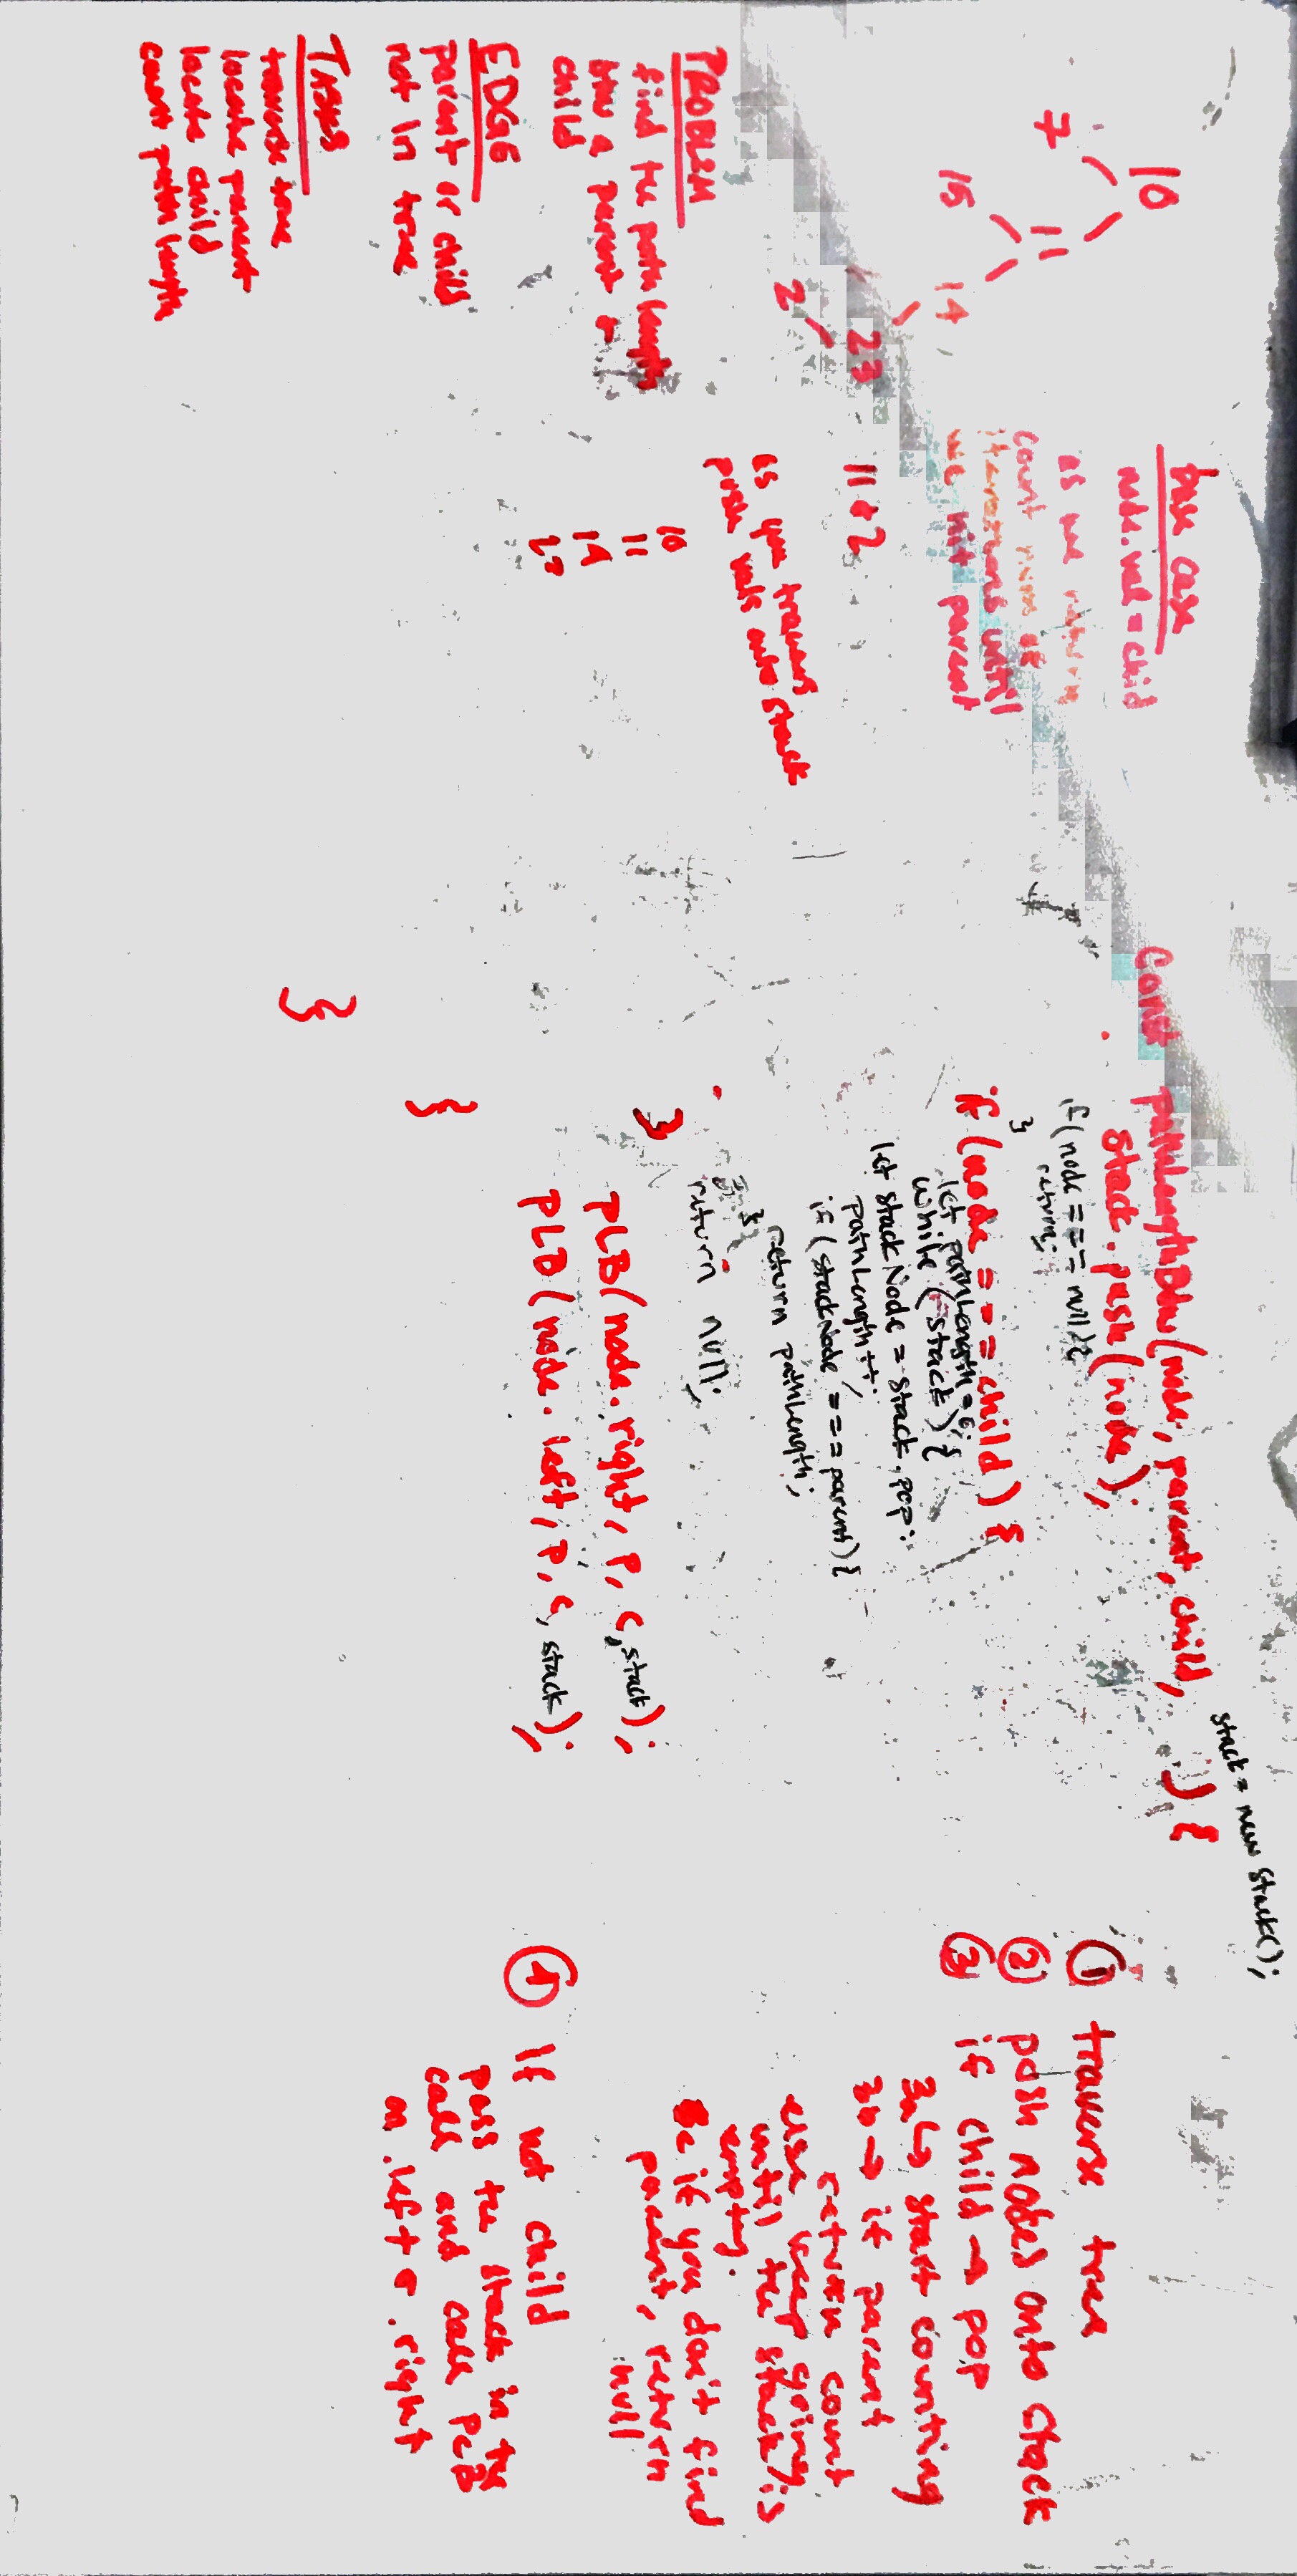 10
7
11
15
14
23
2
PROBLEM
find the path length
btw a parent &
child
EDGE
parent or child
not in tree
TASKS
traverse tree
locate parent
locate child
count path length
base case
node.val = child
as we return
count num of
iterations until
we hit parent
11 & 2
as you traverse
push vals onto stack
10
11
14
23
const pathLengthBtw(node, parent, child, stack = new Stack(); ) {
stack.push(node);
if (node === null) {
return;
}
if (node === child) {
let pathLength = 0;
while (stack) {
let stackNode = stack.pop;
pathLength++;
if (stackNode === parent) {
return pathLength;
}
}
return null;
}
PLB(node.right, P, C, stack);
PLB(node.left, P, C, stack);
}
}
① traverse tree
② push nodes onto stack
③ if child → pop
3a ↳ start counting
3b → if parent
return count
else keep going
until the stack is
empty.
3c if you don't find
parent, return
null
④ If not child
pass the stack in the
call and call PLB
on .left & .right